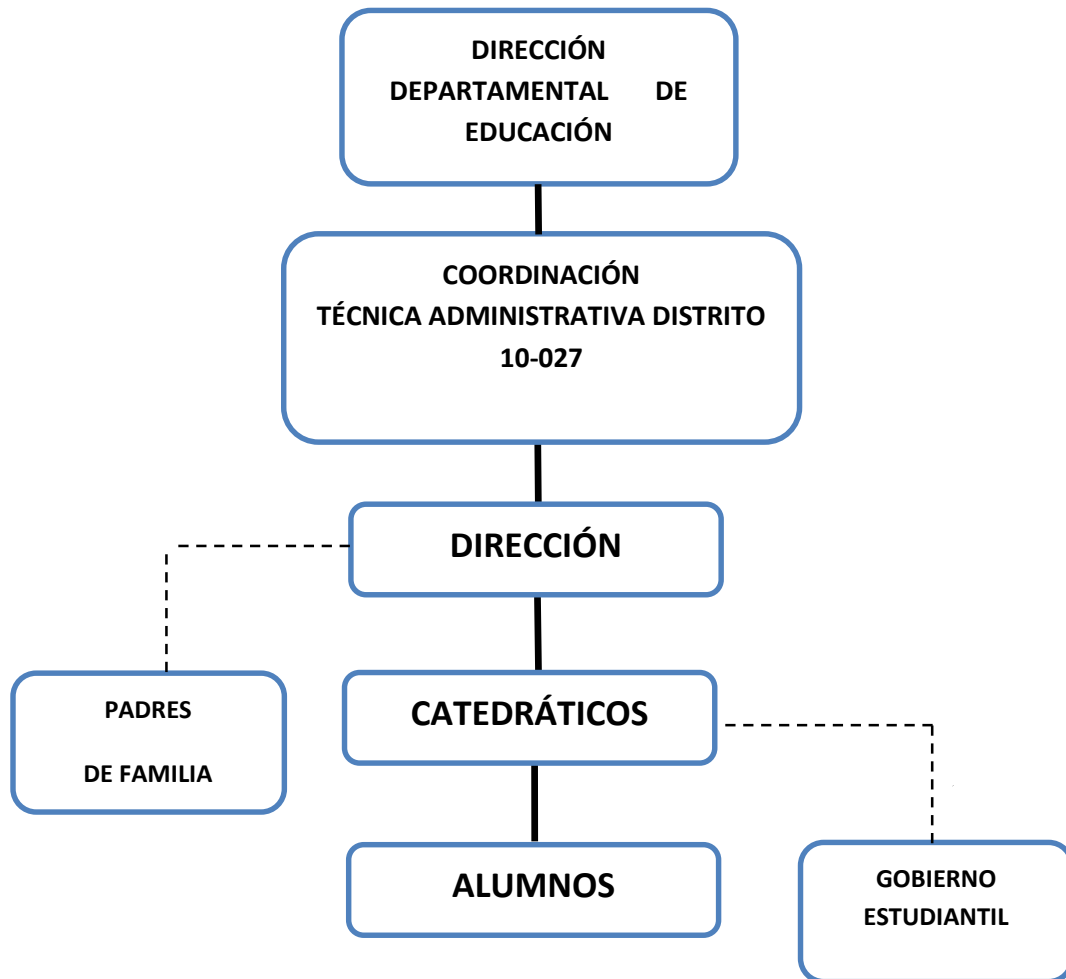 DIRECCIÓN
DEPARTAMENTAL DE
EDUCACIÓN
COORDINACIÓN
TÉCNICA ADMINISTRATIVA DISTRITO
10-027
DIRECCIÓN
PADRES
DE FAMILIA
CATEDRÁTICOS
ALUMNOS
GOBIERNO
ESTUDIANTIL